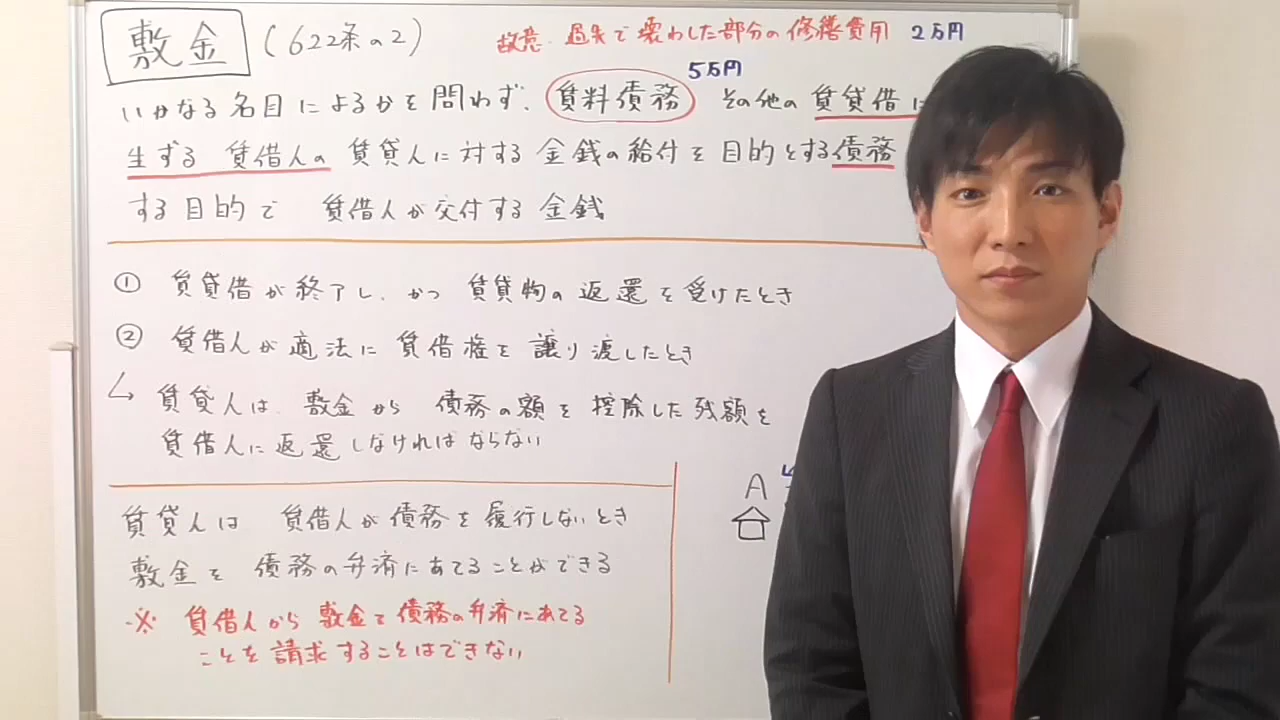 敷金 (622条の2)
故意・過失で壊わした部分の修繕費用 2万円
5万円
いかなる名目によるかを問わず、賃料債務 その他の 賃貸借に
生ずる 賃借人の 賃貸人に対する 金銭の給付を目的とする債務
する目的で 賃借人が交付する金銭
① 賃貸借が終了し、かつ 賃貸物の返還を受けたとき
② 賃借人が適法に賃借権を譲り渡したとき
↳ 賃貸人は、敷金から 債務の額を控除した残額を
賃借人に返還しなければならない
賃貸人は 賃借人が債務を履行しないとき
敷金を 債務の弁済にあてることができる
※ 賃借人から 敷金で債務の弁済にあてる
ことを請求することはできない
A